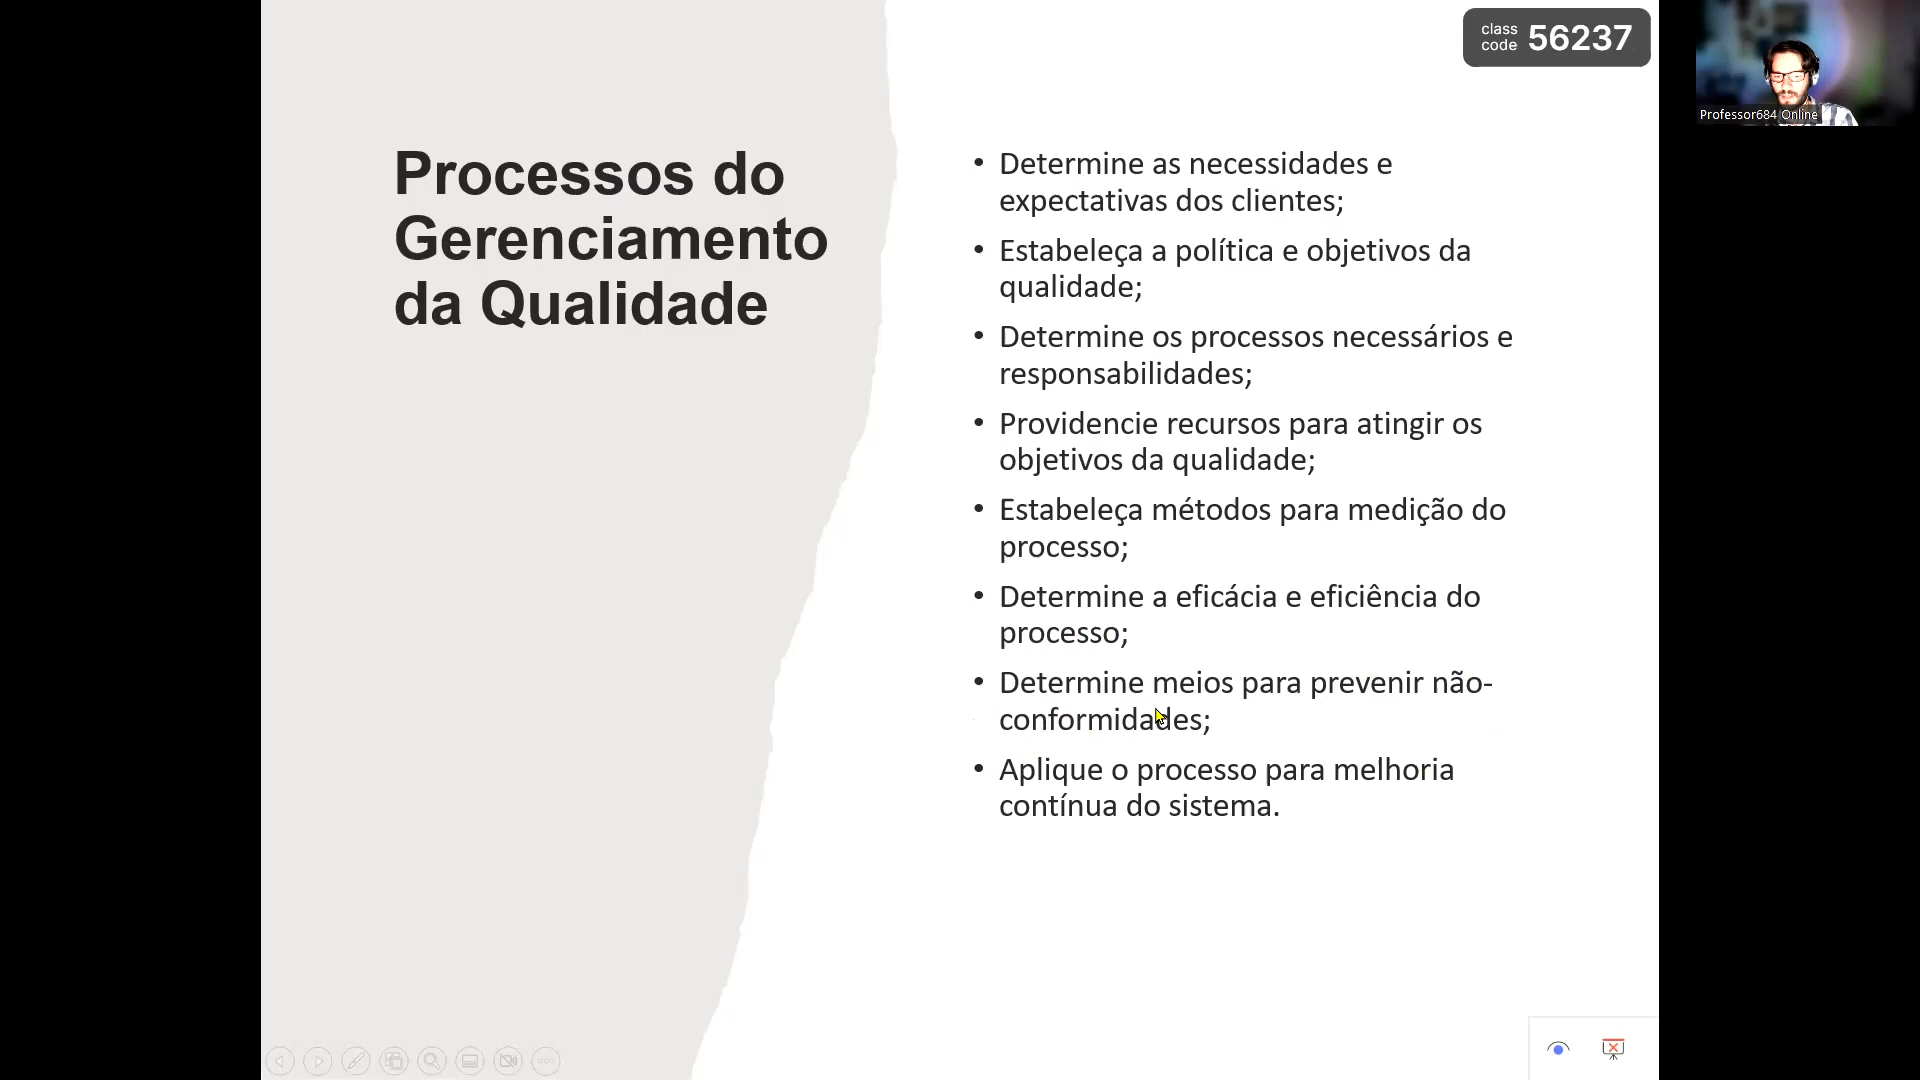 class
code 56237
Professor684 Online
Processos do
Gerenciamento
da Qualidade
• Determine as necessidades e
expectativas dos clientes;
• Estabeleça a política e objetivos da
qualidade;
• Determine os processos necessários e
responsabilidades;
• Providencie recursos para atingir os
objetivos da qualidade;
• Estabeleça métodos para medição do
processo;
• Determine a eficácia e eficiência do
processo;
• Determine meios para prevenir não-
conformidades;
• Aplique o processo para melhoria
contínua do sistema.